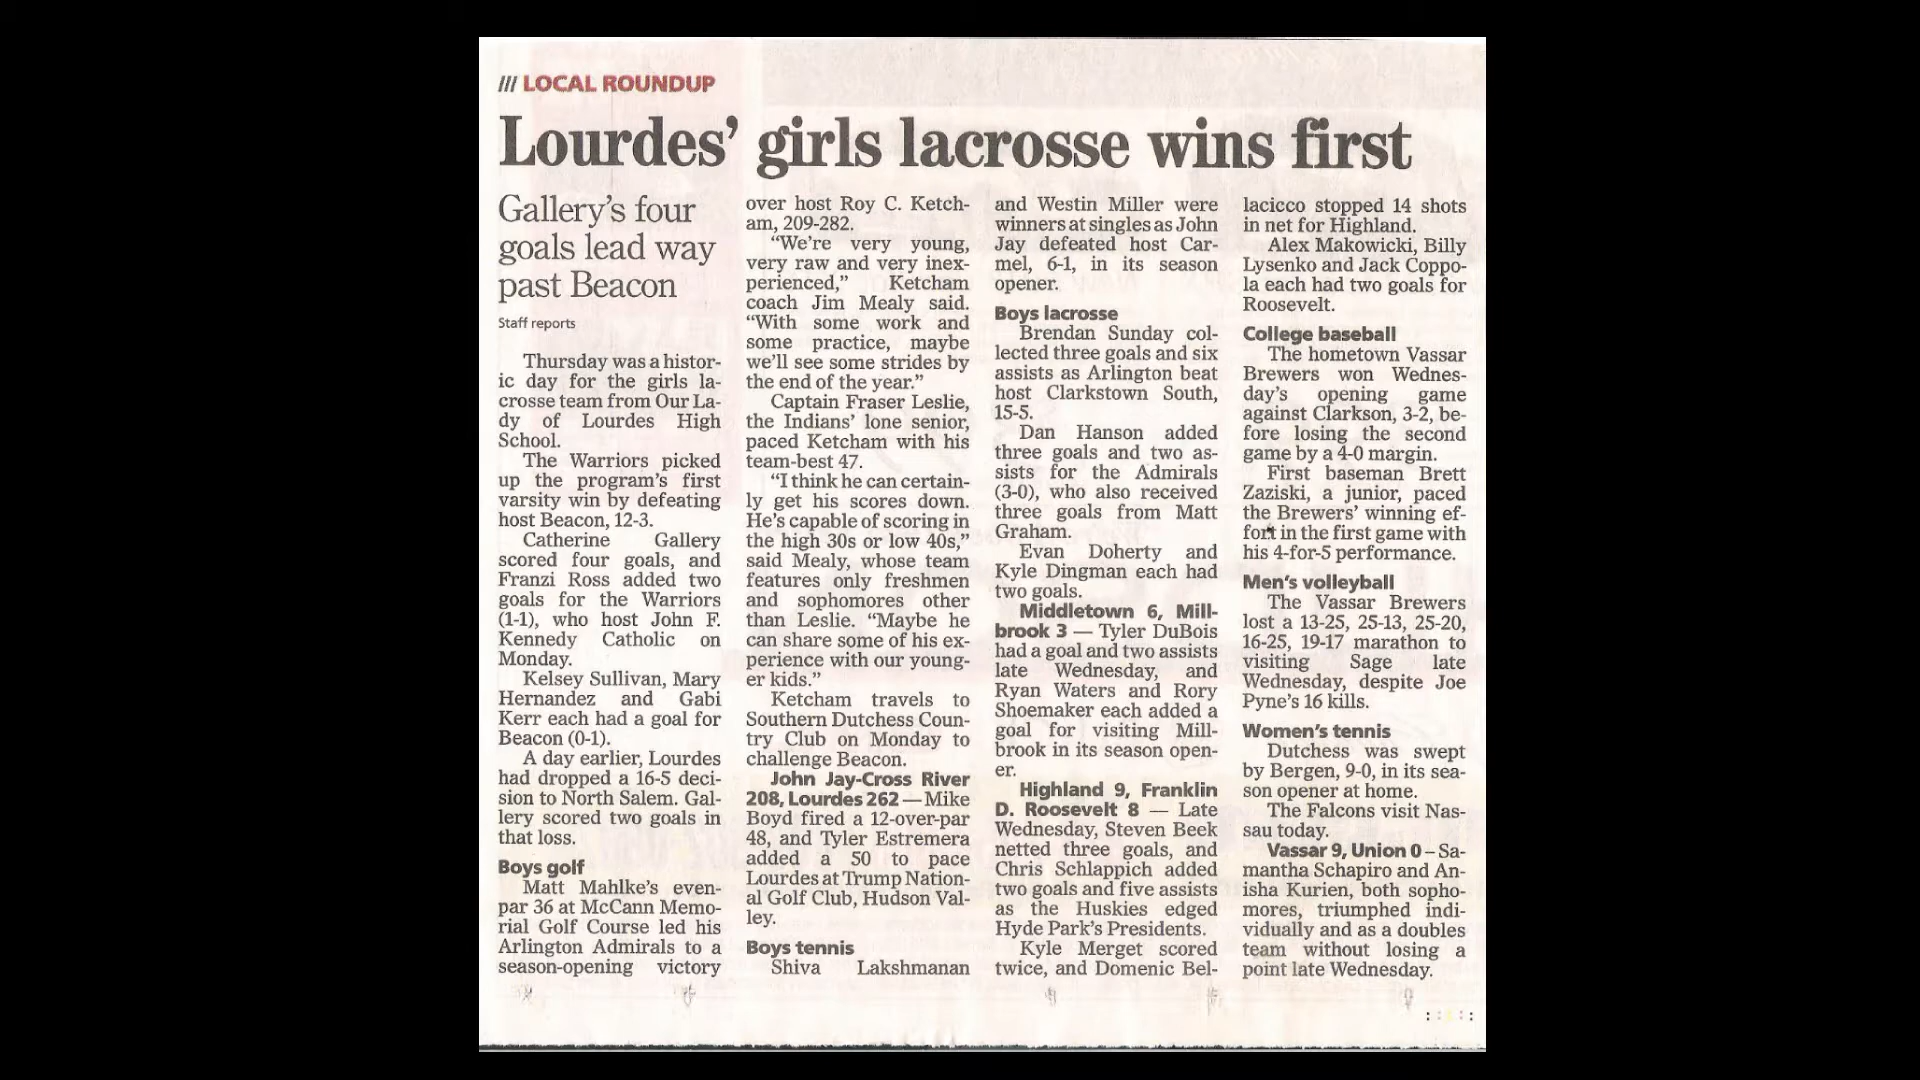 /// LOCAL ROUNDUP
Lourdes’ girls lacrosse wins first
Gallery’s four
goals lead way
past Beacon
Staff reports
Thursday was a histor-
ic day for the girls la-
crosse team from Our La-
dy of Lourdes High
School.
The Warriors picked
up the program’s first
varsity win by defeating
host Beacon, 12-3.
Catherine Gallery
scored four goals, and
Franzi Ross added two
goals for the Warriors
(1-1), who host John F.
Kennedy Catholic on
Monday.
Kelsey Sullivan, Mary
Hernandez and Gabi
Kerr each had a goal for
Beacon (0-1).
A day earlier, Lourdes
had dropped a 16-5 deci-
sion to North Salem. Gal-
lery scored two goals in
that loss.
Boys golf
Matt Mahlke’s even-
par 36 at McCann Memo-
rial Golf Course led his
Arlington Admirals to a
season-opening victory
over host Roy C. Ketch-
am, 209-282.
“We’re very young,
very raw and very inex-
perienced,” Ketcham
coach Jim Mealy said.
“With some work and
some practice, maybe
we’ll see some strides by
the end of the year.”
Captain Fraser Leslie,
the Indians’ lone senior,
paced Ketcham with his
team-best 47.
“I think he can certain-
ly get his scores down.
He’s capable of scoring in
the high 30s or low 40s,”
said Mealy, whose team
features only freshmen
and sophomores other
than Leslie. “Maybe he
can share some of his ex-
perience with our young-
er kids.”
Ketcham travels to
Southern Dutchess Coun-
try Club on Monday to
challenge Beacon.
John Jay-Cross River
208, Lourdes 262 — Mike
Boyd fired a 12-over-par
48, and Tyler Estremera
added a 50 to pace
Lourdes at Trump Nation-
al Golf Club, Hudson Val-
ley.
Boys tennis
Shiva Lakshmanan
and Westin Miller were
winners at singles as John
Jay defeated host Car-
mel, 6-1, in its season
opener.
Boys lacrosse
Brendan Sunday col-
lected three goals and six
assists as Arlington beat
host Clarkstown South,
15-5.
Dan Hanson added
three goals and two as-
sists for the Admirals
(3-0), who also received
three goals from Matt
Graham.
Evan Doherty and
Kyle Dingman each had
two goals.
Middletown 6, Mill-
brook 3 — Tyler DuBois
had a goal and two assists
late Wednesday, and
Ryan Waters and Rory
Shoemaker each added a
goal for visiting Mill-
brook in its season open-
er.
Highland 9, Franklin
D. Roosevelt 8 — Late
Wednesday, Steven Beek
netted three goals, and
Chris Schlappich added
two goals and five assists
as the Huskies edged
Hyde Park’s Presidents.
Kyle Merget scored
twice, and Domenic Bel-
lacicco stopped 14 shots
in net for Highland.
Alex Makowicki, Billy
Lysenko and Jack Coppo-
la each had two goals for
Roosevelt.
College baseball
The hometown Vassar
Brewers won Wednes-
day’s opening game
against Clarkson, 3-2, be-
fore losing the second
game by a 4-0 margin.
First baseman Brett
Zaziski, a junior, paced
the Brewers’ winning ef-
fort in the first game with
his 4-for-5 performance.
Men’s volleyball
The Vassar Brewers
lost a 13-25, 25-13, 25-20,
16-25, 19-17 marathon to
visiting Sage late
Wednesday, despite Joe
Pyne’s 16 kills.
Women’s tennis
Dutchess was swept
by Bergen, 9-0, in its sea-
son opener at home.
The Falcons visit Nas-
sau today.
Vassar 9, Union 0 – Sa-
mantha Schapiro and An-
isha Kurien, both sopho-
mores, triumphed indi-
vidually and as a doubles
team without losing a
point late Wednesday.